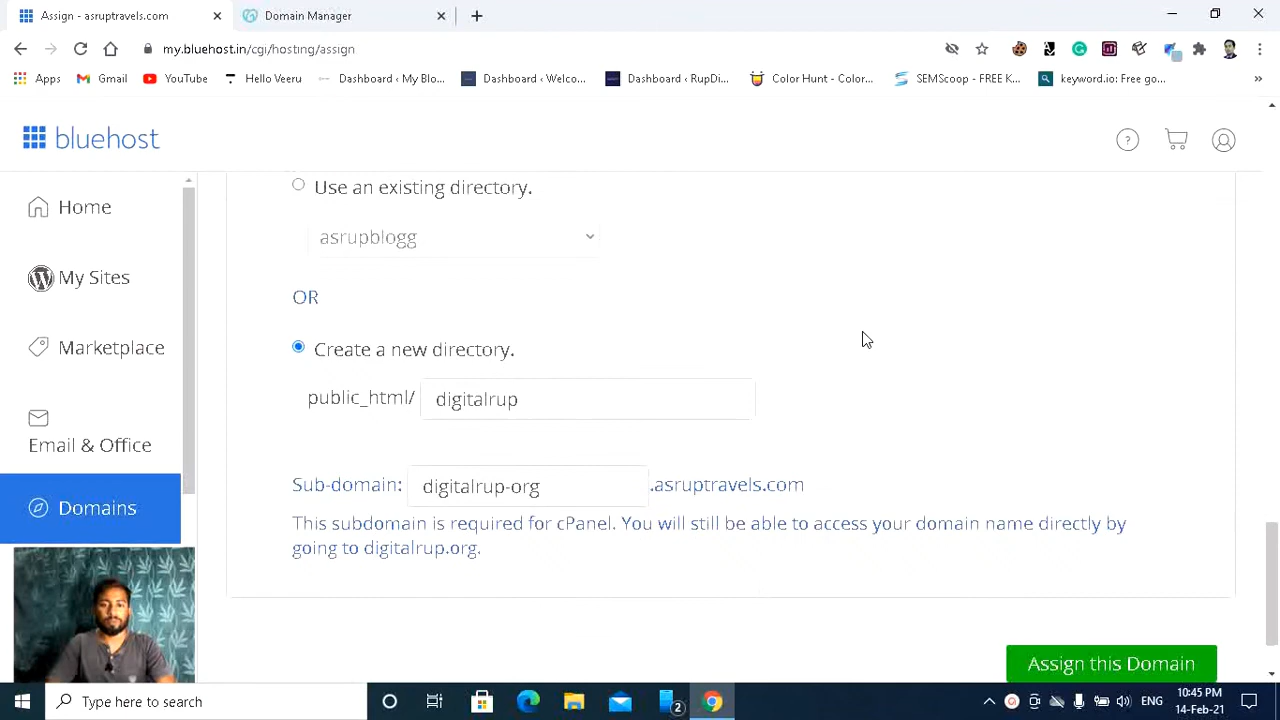 Assign - asruptravels.com
Domain Manager
my.bluehost.in/cgi/hosting/assign
Apps
Gmail
YouTube
Hello Veeru
Dashboard ‹ My Blo...
Dashboard ‹ Welco...
Dashboard ‹ RupDi...
Color Hunt - Color...
SEMScoop - FREE K...
keyword.io: Free go...
»
bluehost
?
Home
My Sites
Marketplace
Email & Office
Domains
Use an existing directory.
asrupblogg
OR
Create a new directory.
public_html/ digitalrup
Sub-domain: digitalrup-org .asruptravels.com
This subdomain is required for cPanel. You will still be able to access your domain name directly by
going to digitalrup.org.
Assign this Domain
Type here to search
2
ENG
10:45 PM
14-Feb-21